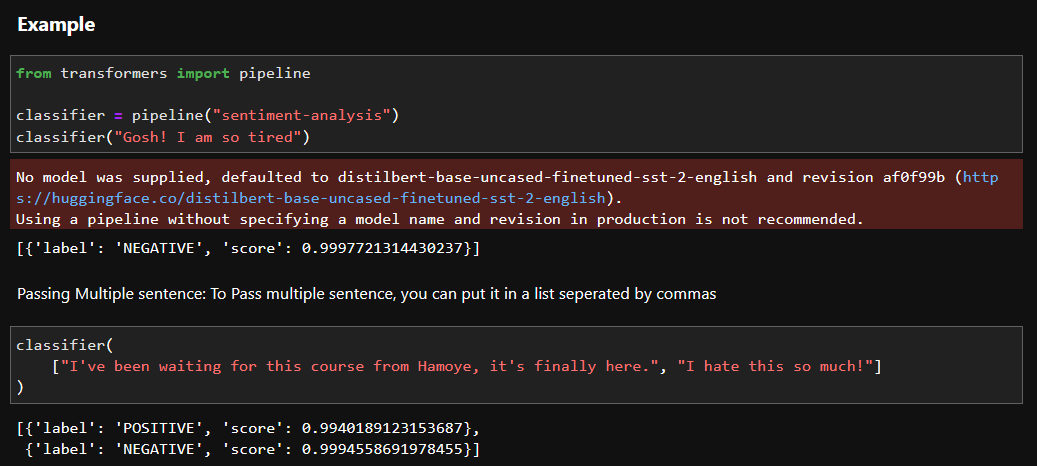 Example
from transformers import pipeline
classifier = pipeline("sentiment-analysis")
classifier("Gosh! I am so tired")
No model was supplied, defaulted to distilbert-base-uncased-finetuned-sst-2-english and revision af0f99b (http
s://huggingface.co/distilbert-base-uncased-finetuned-sst-2-english).
Using a pipeline without specifying a model name and revision in production is not recommended.
[{'label': 'NEGATIVE', 'score': 0.9997721314430237}]
Passing Multiple sentence: To Pass multiple sentence, you can put it in a list seperated by commas
classifier(
    ["I've been waiting for this course from Hamoye, it's finally here.", "I hate this so much!"]
)
[{'label': 'POSITIVE', 'score': 0.9940189123153687},
 {'label': 'NEGATIVE', 'score': 0.9994558691978455}]